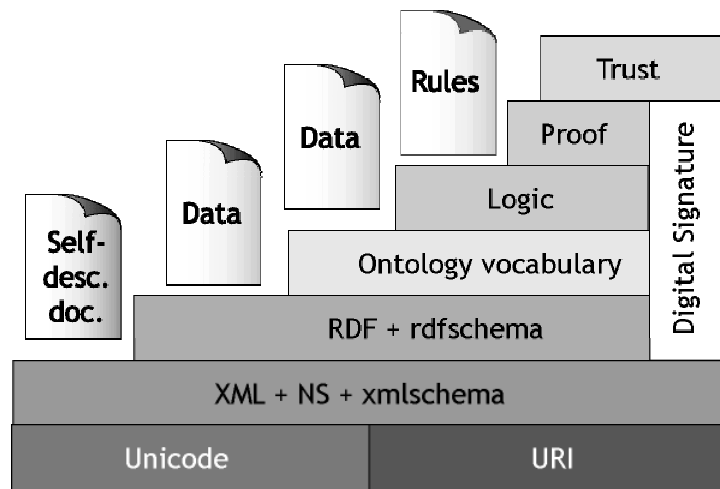 Trust
Rules
Proof
Data
Logic
Data
Digital Signature
Self-
desc.
doc.
Ontology vocabulary
RDF + rdfschema
XML + NS + xmlschema
Unicode
URI